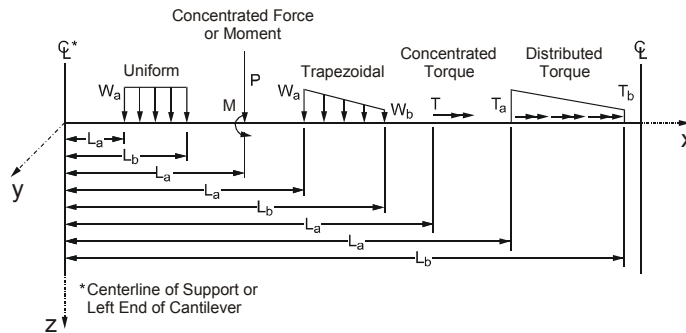 Concentrated Force
or Moment
℄*
Uniform
P
Trapezoidal
Concentrated
Torque
Distributed
Torque
℄
Wa
M
Wa
Wb
T
Ta
Tb
x
La
Lb
La
La
Lb
La
La
Lb
y
z
*Centerline of Support or
Left End of Cantilever